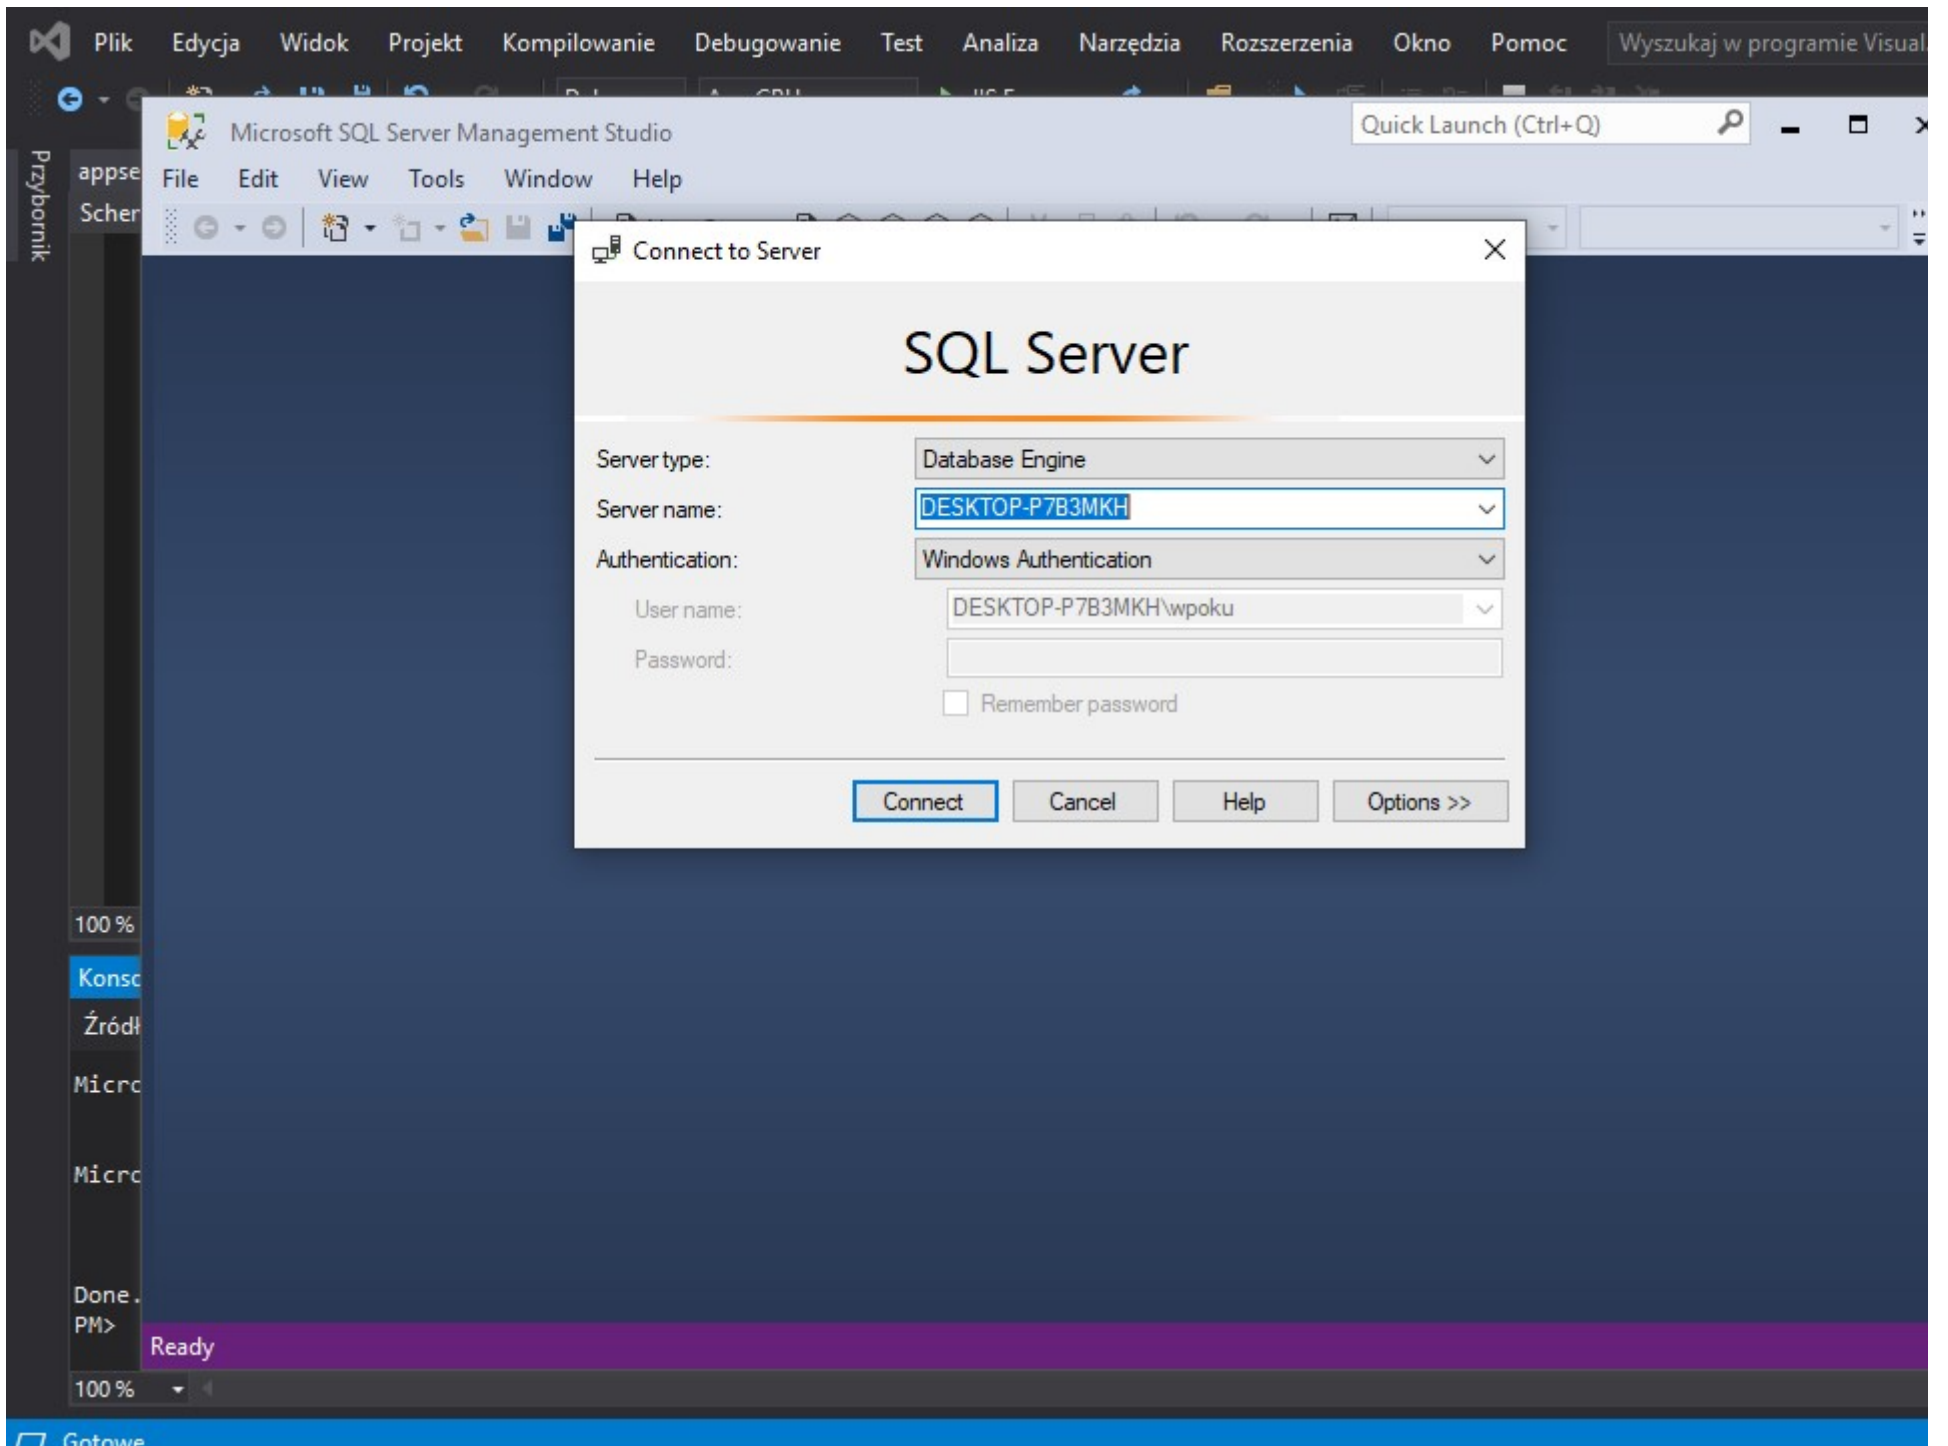 Plik Edycja Widok Projekt Kompilowanie Debugowanie Test Analiza Narzędzia Rozszerzenia Okno Pomoc Wyszukaj w programie Visual
Microsoft SQL Server Management Studio Quick Launch (Ctrl+Q)
Przybornik
appse
File Edit View Tools Window Help
Scher
Connect to Server
SQL Server
Server type: Database Engine
Server name: DESKTOP-P7B3MKH
Authentication: Windows Authentication
User name: DESKTOP-P7B3MKH\wpoku
Password:
Remember password
Connect Cancel Help Options >>
100 %
Konsc
Źródł
Micro
Micro
Done.
PM>
Ready
100 %
Gotowe